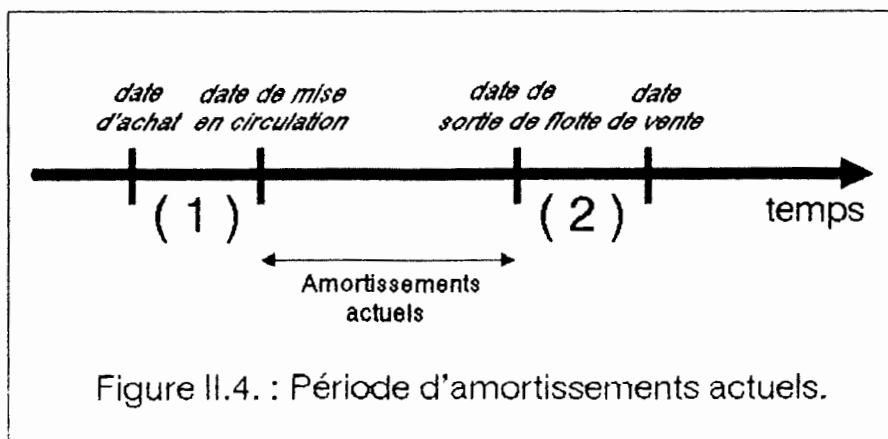 date date de mise date de date
d'achat en circulation sortie de flotte de vente
( 1 ) ( 2 ) temps
Amortissements
actuels
Figure II.4. : Période d'amortissements actuels.